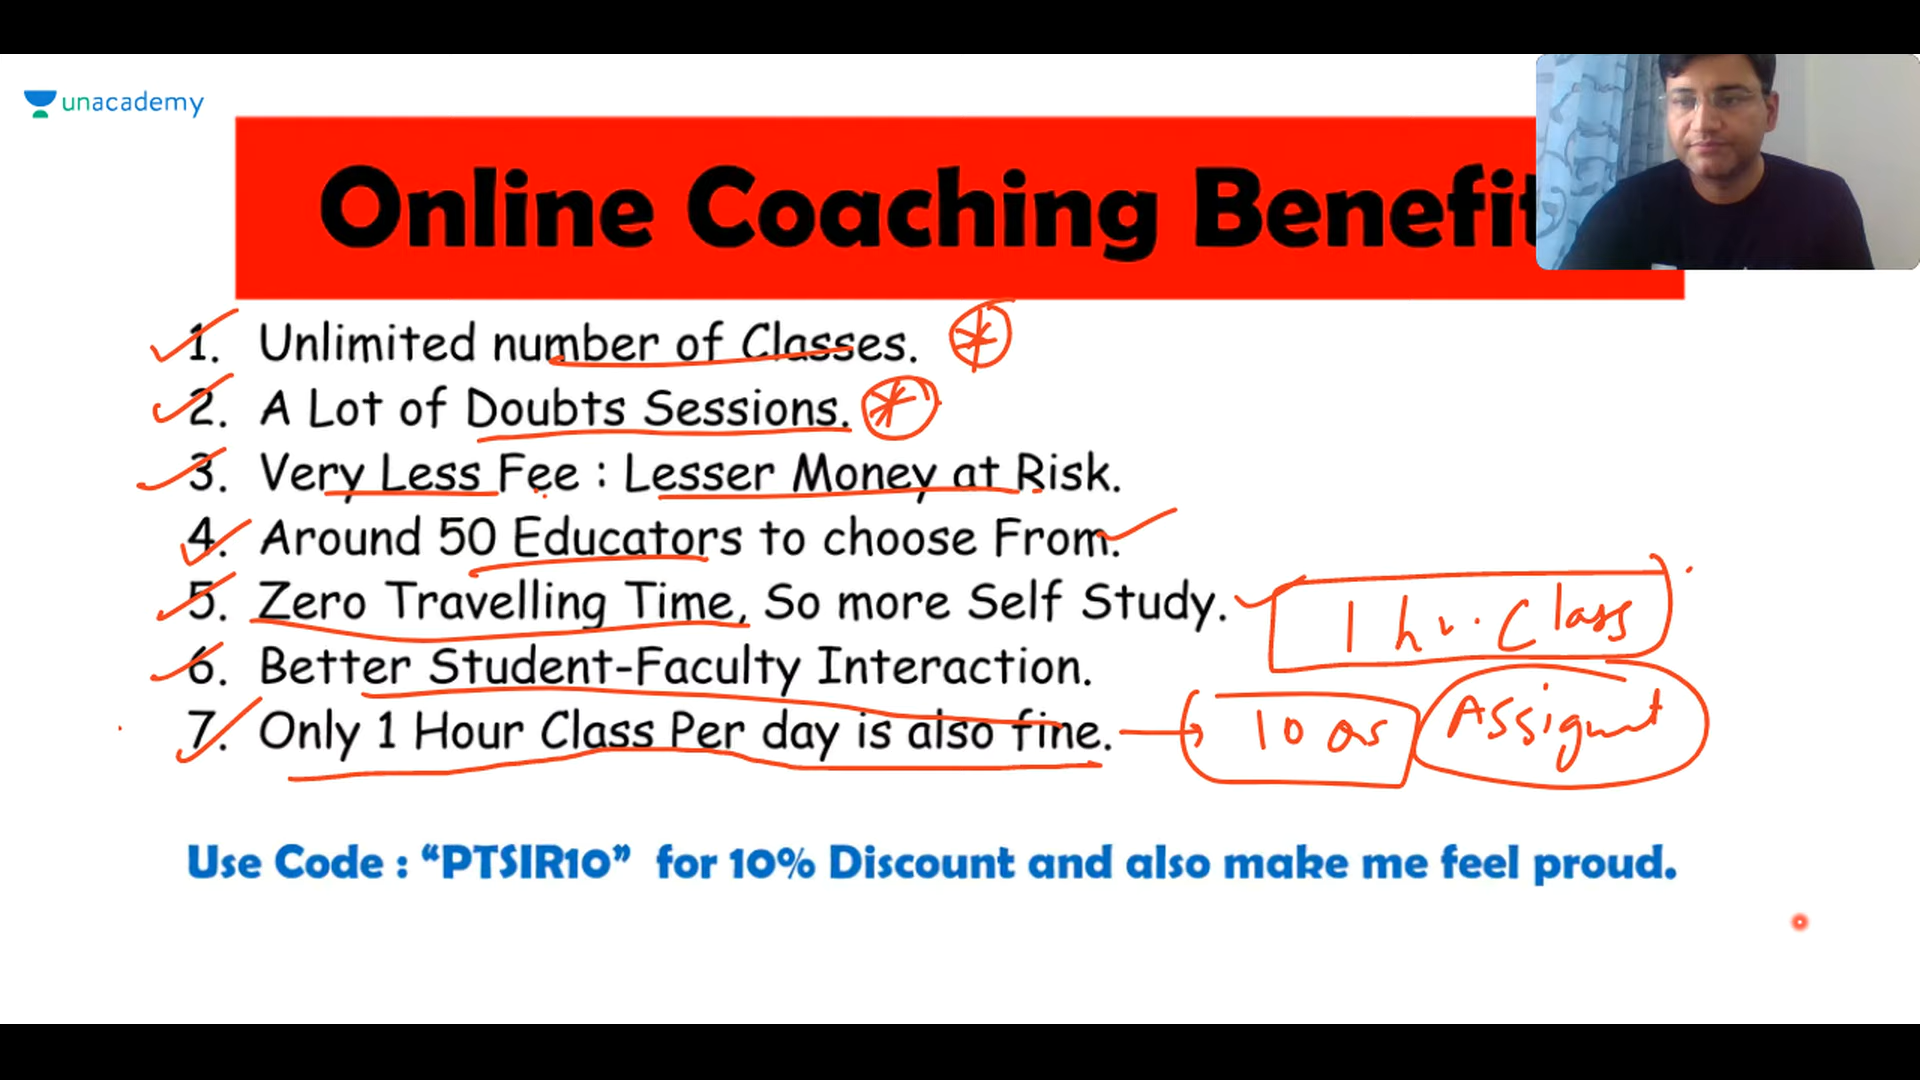 unacademy
Online Coaching Benefit
1. Unlimited number of Classes.
2. A Lot of Doubts Sessions.
3. Very Less Fee : Lesser Money at Risk.
4. Around 50 Educators to choose From.
5. Zero Travelling Time, So more Self Study.
1 hr. Class
6. Better Student-Faculty Interaction.
7. Only 1 Hour Class Per day is also fine.
10 Qs
Assignmt
Use Code : “PTSIR10” for 10% Discount and also make me feel proud.